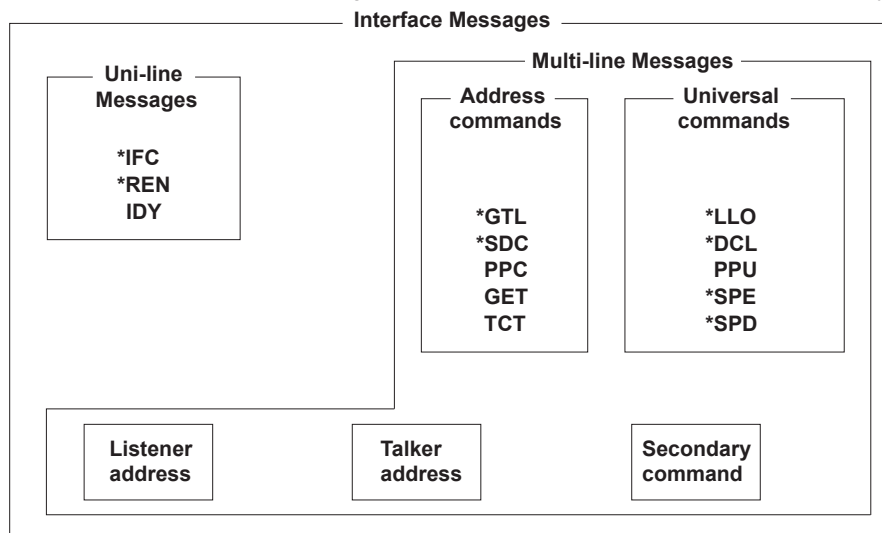 Interface Messages
Uni-line
Messages
*IFC
*REN
IDY
Multi-line Messages
Address
commands
*GTL
*SDC
PPC
GET
TCT
Universal
commands
*LLO
*DCL
PPU
*SPE
*SPD
Listener
address
Talker
address
Secondary
command